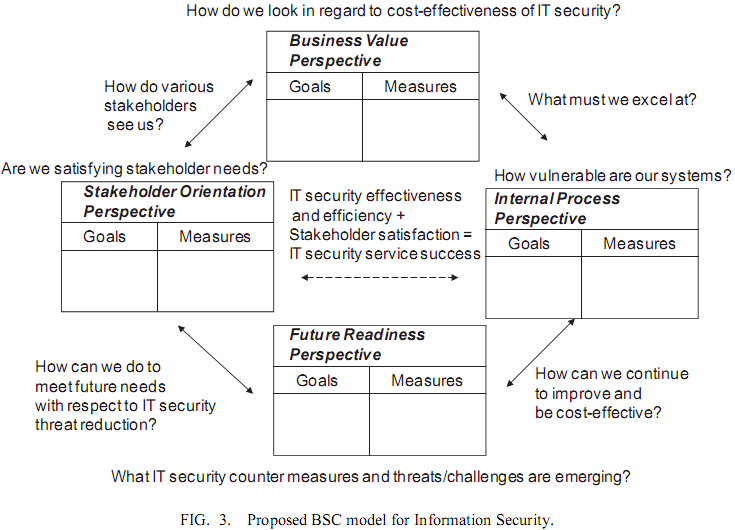 How do we look in regard to cost-effectiveness of IT security?
Business Value
Perspective
Goals Measures
How do various
stakeholders
see us?
What must we excel at?
Are we satisfying stakeholder needs?
How vulnerable are our systems?
Stakeholder Orientation
Perspective
Goals Measures
IT security effectiveness
and efficiency +
Stakeholder satisfaction =
IT security service success
Internal Process
Perspective
Goals Measures
Future Readiness
Perspective
Goals Measures
How can we do to
meet future needs
with respect to IT security
threat reduction?
How can we continue
to improve and
be cost-effective?
What IT security counter measures and threats/challenges are emerging?
FIG. 3. Proposed BSC model for Information Security.